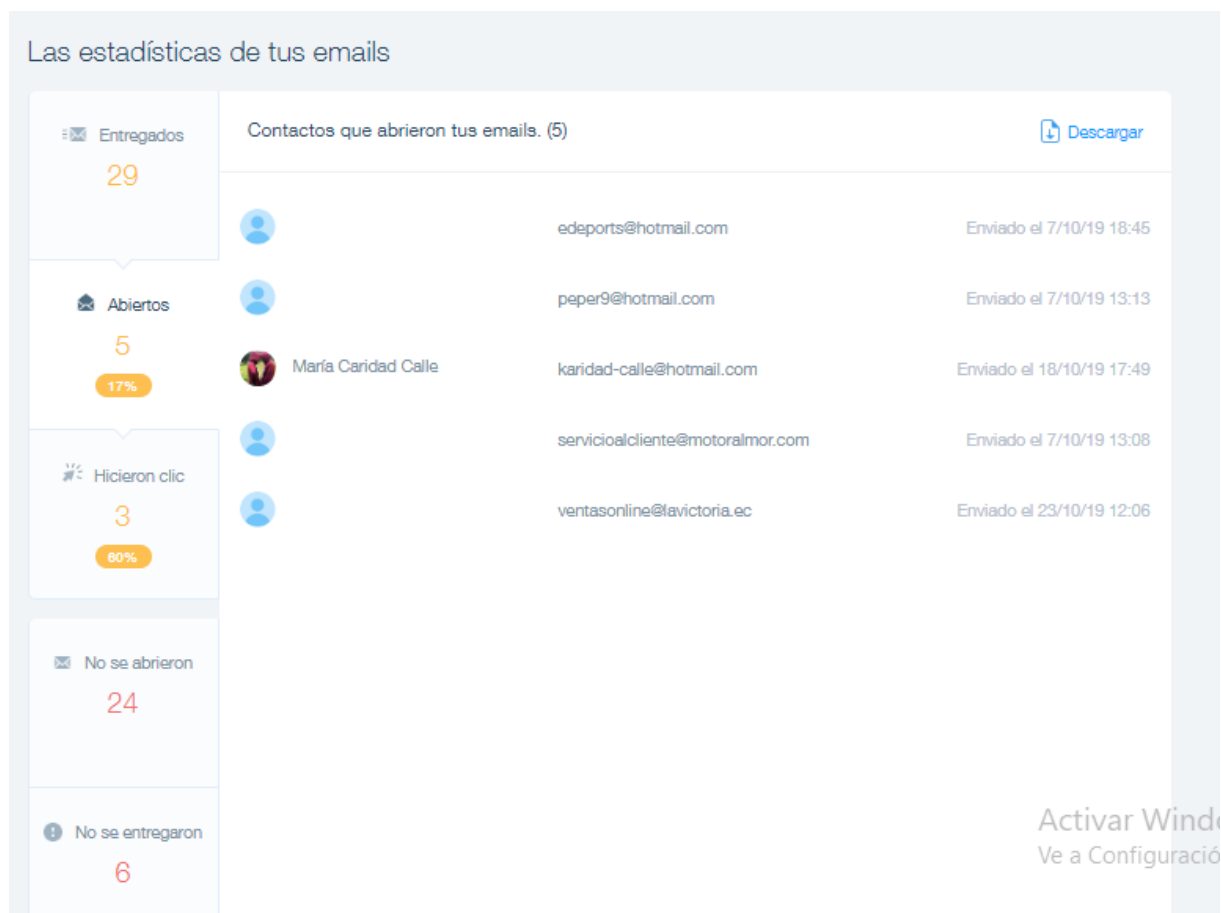 Las estadísticas de tus emails
Entregados
29
Contactos que abrieron tus emails. (5)
Descargar
edeports@hotmail.com
Enviado el 7/10/19 18:45
Abiertos
5
17%
peper9@hotmail.com
Enviado el 7/10/19 13:13
María Caridad Calle
karidad-calle@hotmail.com
Enviado el 18/10/19 17:49
servicioalcliente@motoralmor.com
Enviado el 7/10/19 13:08
Hicieron clic
3
60%
ventasonline@lavictoria.ec
Enviado el 23/10/19 12:06
No se abrieron
24
No se entregaron
6
Activar Windo
Ve a Configuració